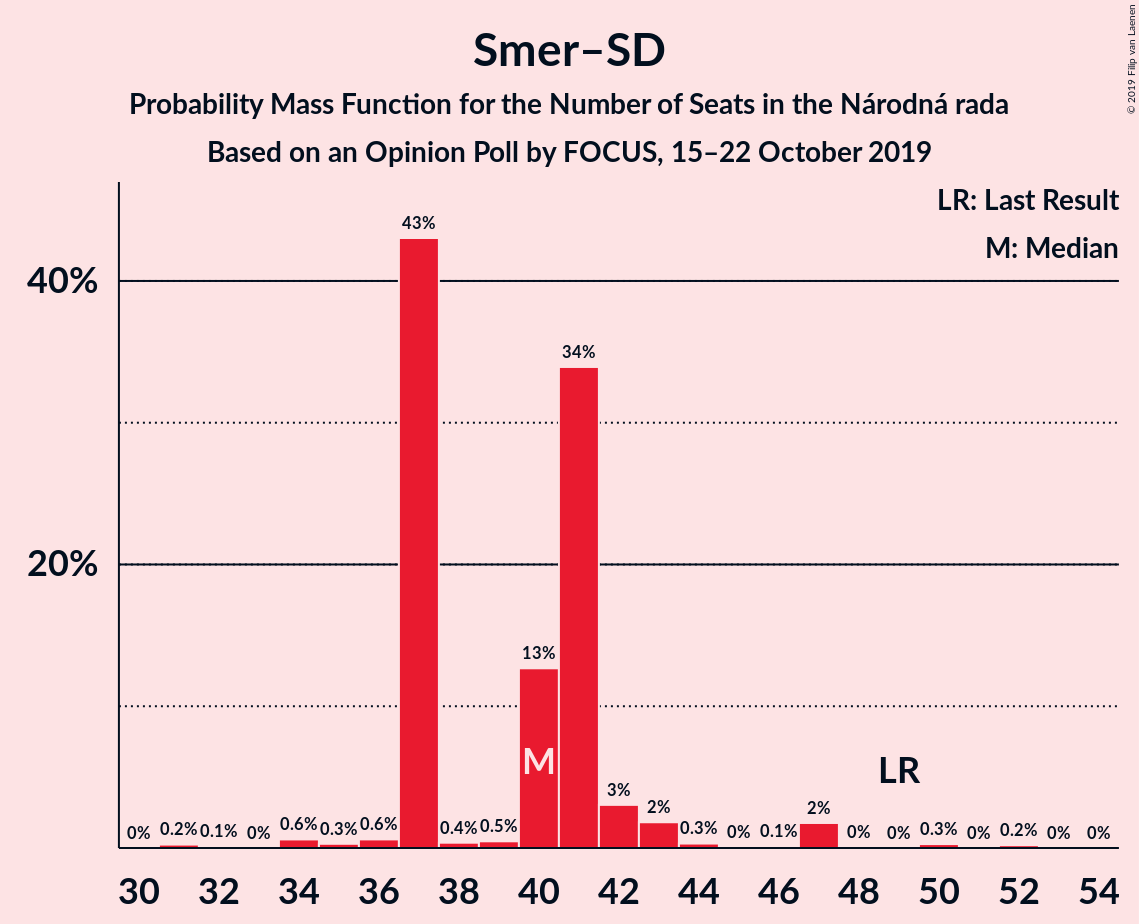 Smer–SD
Probability Mass Function for the Number of Seats in the Národná rada
Based on an Opinion Poll by FOCUS, 15–22 October 2019
© 2019 Filip van Laenen
LR: Last Result
M: Median
40%
20%
0% 0.2% 0.1% 0% 0.6% 0.3% 0.6% 43% 0.4% 0.5% 13% 34% 3% 2% 0.3% 0% 0.1% 2% 0% 0% 0.3% 0% 0.2% 0% 0%
M
LR
30 32 34 36 38 40 42 44 46 48 50 52 54